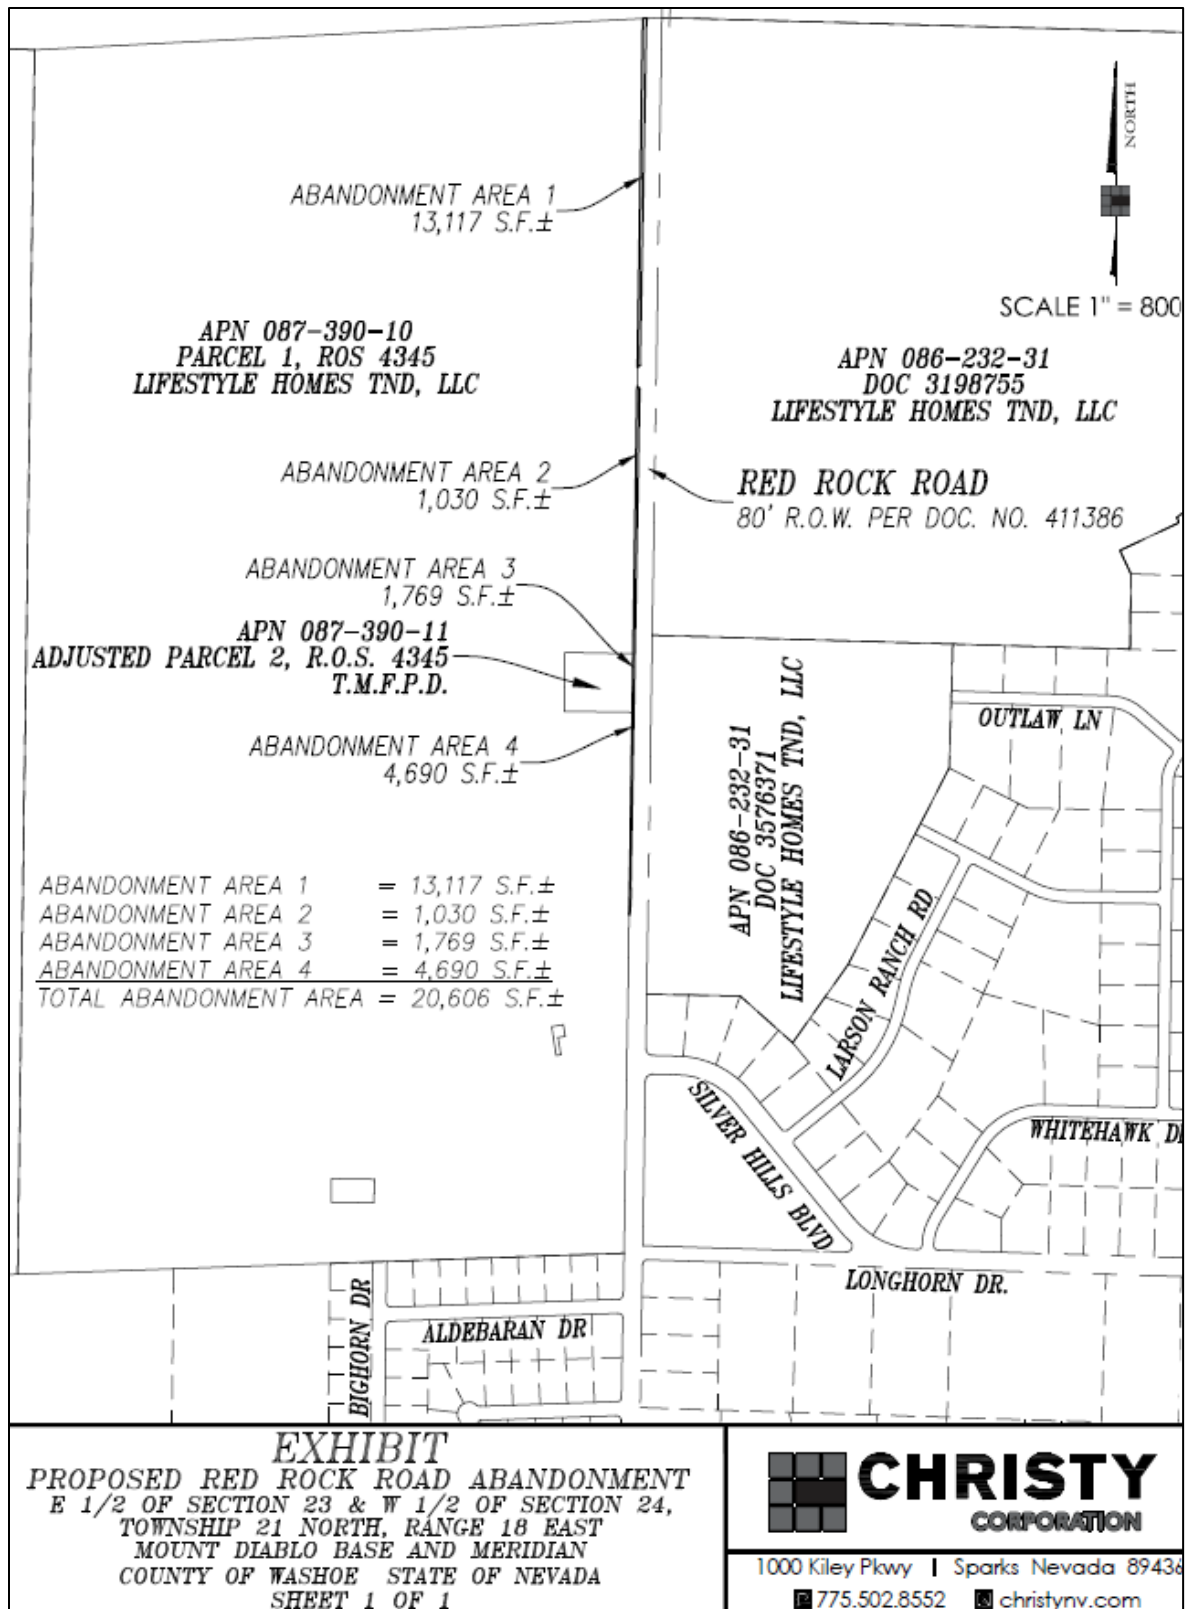 NORTH
ABANDONMENT AREA 1
13,117 S.F.±
SCALE 1" = 800
APN 087-390-10
PARCEL 1, ROS 4345
LIFESTYLE HOMES TND, LLC
APN 086-232-31
DOC 3198755
LIFESTYLE HOMES TND, LLC
ABANDONMENT AREA 2
1,030 S.F.±
RED ROCK ROAD
80' R.O.W. PER DOC. NO. 411386
ABANDONMENT AREA 3
1,769 S.F.±
APN 087-390-11
ADJUSTED PARCEL 2, R.O.S. 4345
T.M.F.P.D.
ABANDONMENT AREA 4
4,690 S.F.±
APN 086-232-31
DOC 3576371
LIFESTYLE HOMES TND, LLC
OUTLAW LN
LARSON RANCH RD
ABANDONMENT AREA 1 = 13,117 S.F.±
ABANDONMENT AREA 2 = 1,030 S.F.±
ABANDONMENT AREA 3 = 1,769 S.F.±
ABANDONMENT AREA 4 = 4,690 S.F.±
TOTAL ABANDONMENT AREA = 20,606 S.F.±
SILVER HILLS BLVD
WHITEHAWK D
LONGHORN DR.
BIGHORN DR
ALDEBARAN DR
EXHIBIT
PROPOSED RED ROCK ROAD ABANDONMENT
E 1/2 OF SECTION 23 & W 1/2 OF SECTION 24,
TOWNSHIP 21 NORTH, RANGE 18 EAST
MOUNT DIABLO BASE AND MERIDIAN
COUNTY OF WASHOE STATE OF NEVADA
SHEET 1 OF 1
CHRISTY
CORPORATION
1000 Kiley Pkwy | Sparks Nevada 89436
775.502.8552 christynv.com